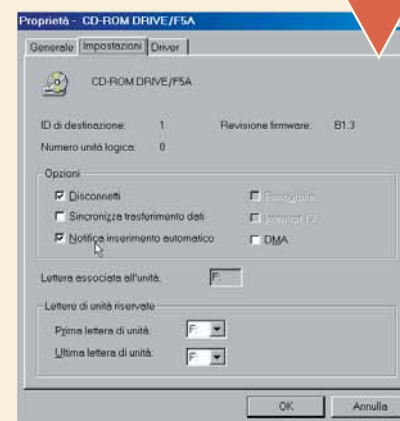 Proprietà - CD-ROM DRIVE/F5A
Generale Impostazioni Driver
CD-ROM DRIVE/F5A
ID di destinazione: 1 Revisione firmware: B1.3
Numero unità logica: 0
Opzioni
Disconnetti Removibile
Sincronizza trasferimento dati
Notifica inserimento automatico DMA
Lettera associata all'unità: F:
Lettere di unità riservate
Prima lettera di unità: F:
Ultima lettera di unità: F:
OK Annulla